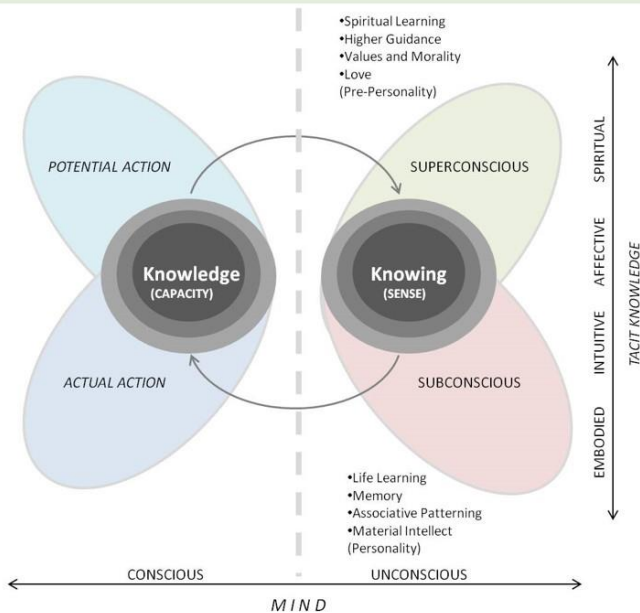 •Spiritual Learning
•Higher Guidance
•Values and Morality
•Love
(Pre-Personality)
POTENTIAL ACTION
SUPERCONSCIOUS
Knowledge
(CAPACITY)
Knowing
(SENSE)
ACTUAL ACTION
SUBCONSCIOUS
•Life Learning
•Memory
•Associative Patterning
•Material Intellect
(Personality)
SPIRITUAL
AFFECTIVE
INTUITIVE
EMBODIED
TACIT KNOWLEDGE
CONSCIOUS
UNCONSCIOUS
MIND